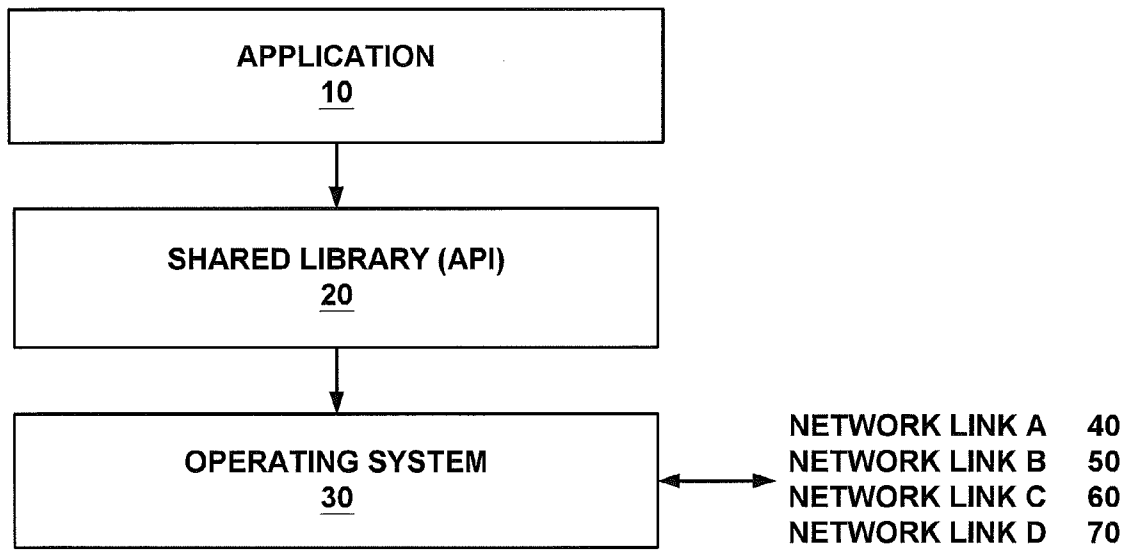 APPLICATION
10
SHARED LIBRARY (API)
20
OPERATING SYSTEM
30
NETWORK LINK A 40
NETWORK LINK B 50
NETWORK LINK C 60
NETWORK LINK D 70